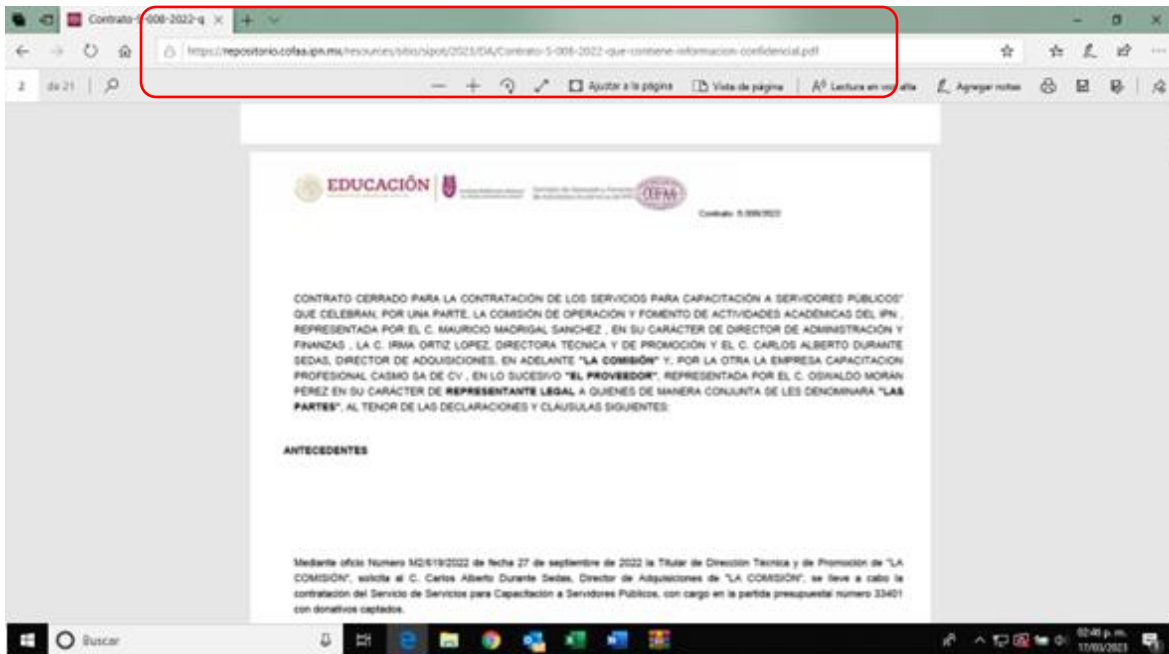 Contrato-S-008-2022-q
https://repositorio.cofaa.ipn.mx/resources/sitio/sipot/2023/DA/Contrato-S-008-2022-que-contiene-informacion-confidencial.pdf
2 de 21 Ajustar a la página Vista de página Lectura en voz alta Agregar notas
EDUCACIÓN COFAA
Contrato S-008/2022
CONTRATO CERRADO PARA LA CONTRATACIÓN DE LOS SERVICIOS PARA CAPACITACIÓN A SERVIDORES PÚBLICOS"
QUE CELEBRAN, POR UNA PARTE, LA COMISIÓN DE OPERACIÓN Y FOMENTO DE ACTIVIDADES ACADÉMICAS DEL IPN ,
REPRESENTADA POR EL C. MAURICIO MADRIGAL SANCHEZ , EN SU CARÁCTER DE DIRECTOR DE ADMINISTRACIÓN Y
FINANZAS , LA C. IRMA ORTIZ LOPEZ, DIRECTORA TÉCNICA Y DE PROMOCIÓN Y EL C. CARLOS ALBERTO DURANTE
SEDAS, DIRECTOR DE ADQUISICIONES, EN ADELANTE "LA COMISIÓN" Y, POR LA OTRA LA EMPRESA CAPACITACION
PROFESIONAL CASMO SA DE CV , EN LO SUCESIVO "EL PROVEEDOR", REPRESENTADA POR EL C. OSWALDO MORÁN
PEREZ EN SU CARÁCTER DE REPRESENTANTE LEGAL A QUIENES DE MANERA CONJUNTA SE LES DENOMINARÁ "LAS
PARTES", AL TENOR DE LAS DECLARACIONES Y CLAUSULAS SIGUIENTES:
ANTECEDENTES
Mediante oficio Número M2/619/2022 de fecha 27 de septiembre de 2022 la Titular de Dirección Técnica y de Promoción de "LA
COMISIÓN", solicita al C. Carlos Alberto Durante Sedas, Director de Adquisiciones de "LA COMISIÓN", se lleve a cabo la
contratación del Servicio de Servicios para Capacitación a Servidores Públicos, con cargo en la partida presupuestal número 33401
con donativos captados.
Buscar
02:46 p. m.
17/03/2023